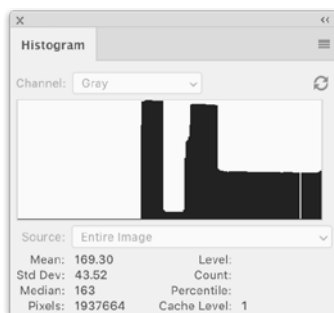 Histogram
Channel: Gray
Source: Entire Image
Mean: 169.30 Level:
Std Dev: 43.52 Count:
Median: 163 Percentile:
Pixels: 1937664 Cache Level: 1